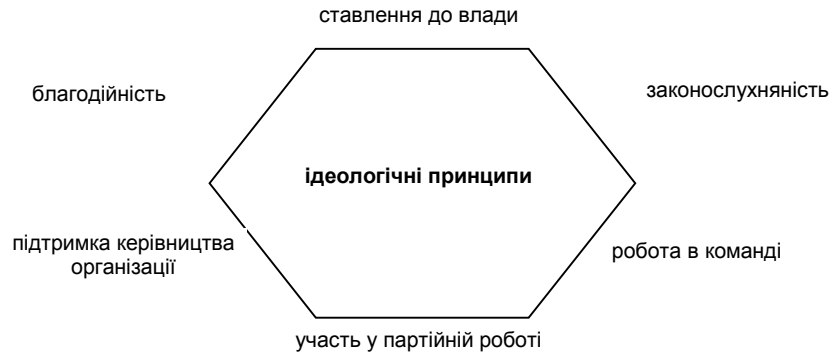 ставлення до влади
благодійність
законослухняність
ідеологічні принципи
підтримка керівництва
організації
робота в команді
участь у партійній роботі